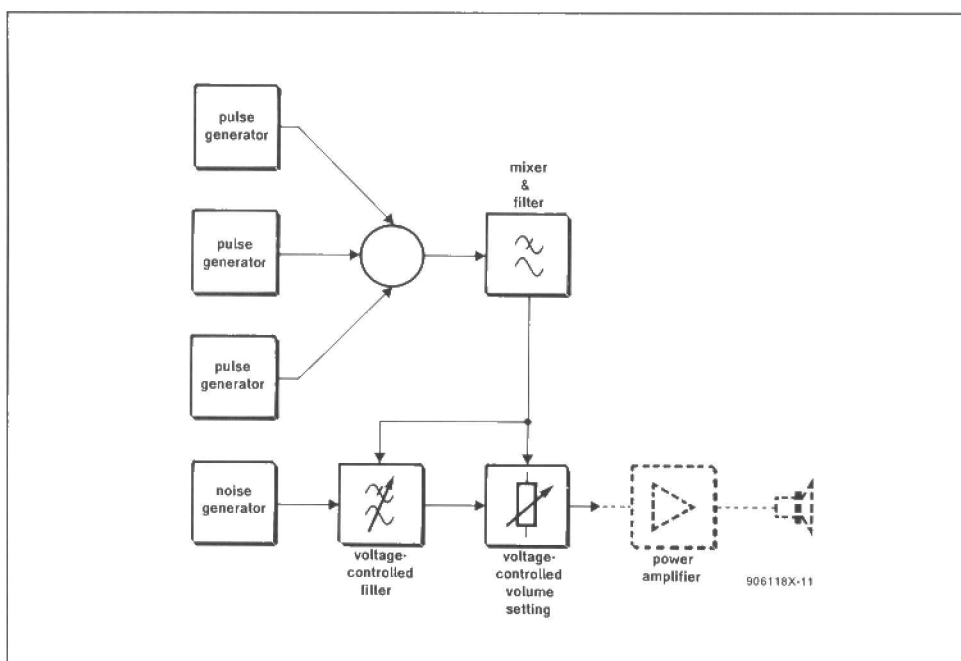 pulse
generator
mixer
&
filter
pulse
generator
pulse
generator
noise
generator
voltage-
controlled
filter
voltage-
controlled
volume
setting
power
amplifier
906118X-11